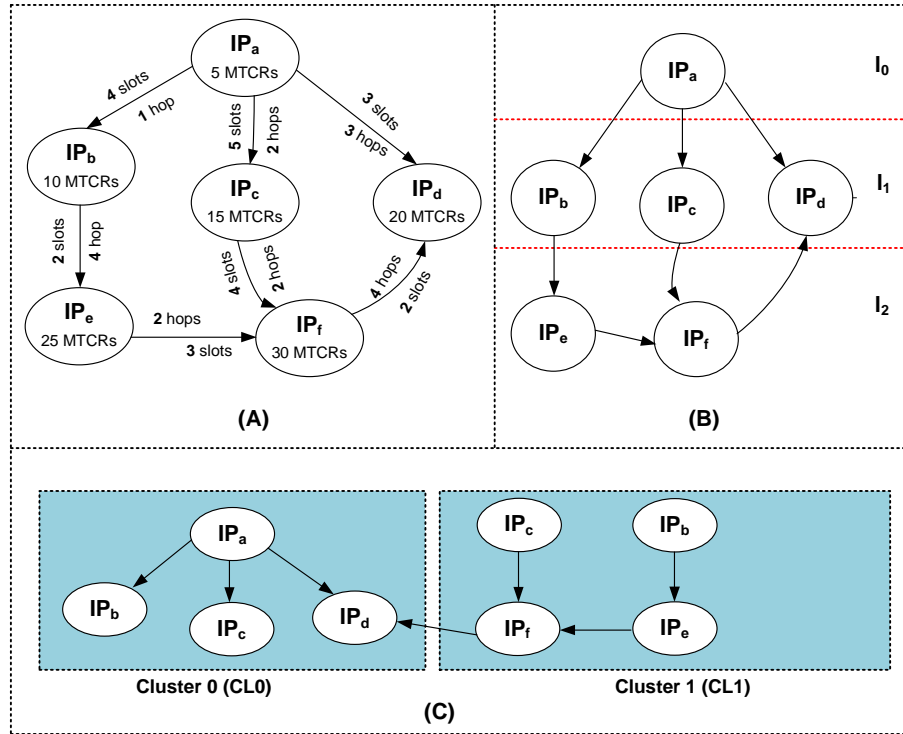 IPa
5 MTCRs
4 slots
1 hop
5 slots
2 hops
3 slots
3 hops
IPb
10 MTCRs
IPc
15 MTCRs
IPd
20 MTCRs
2 slots
4 hop
4 slots
2 hops
4 hops
2 slots
IPe
25 MTCRs
2 hops
3 slots
IPf
30 MTCRs
(A)
IPa
l0
IPb
IPc
IPd
l1
IPe
IPf
l2
(B)
IPa
IPb
IPc
IPd
Cluster 0 (CL0)
IPc
IPb
IPf
IPe
Cluster 1 (CL1)
(C)